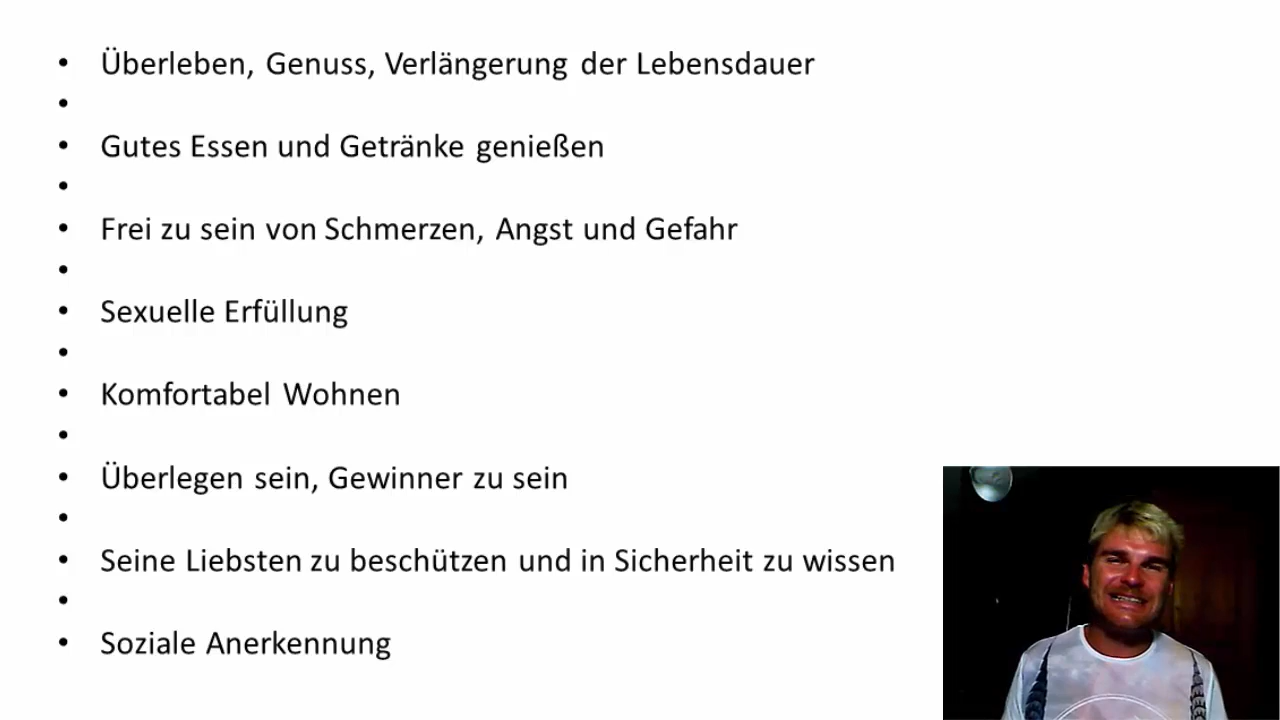 • Überleben, Genuss, Verlängerung der Lebensdauer
•
• Gutes Essen und Getränke genießen
•
• Frei zu sein von Schmerzen, Angst und Gefahr
•
• Sexuelle Erfüllung
•
• Komfortabel Wohnen
•
• Überlegen sein, Gewinner zu sein
•
• Seine Liebsten zu beschützen und in Sicherheit zu wissen
•
• Soziale Anerkennung